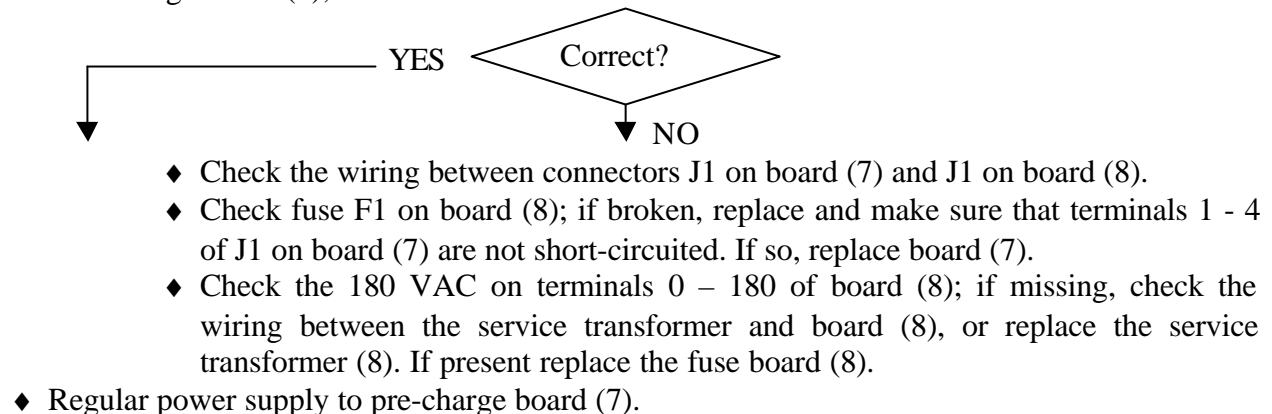 YES Correct?
NO
♦ Check the wiring between connectors J1 on board (7) and J1 on board (8).
♦ Check fuse F1 on board (8); if broken, replace and make sure that terminals 1 - 4
of J1 on board (7) are not short-circuited. If so, replace board (7).
♦ Check the 180 VAC on terminals 0 – 180 of board (8); if missing, check the
wiring between the service transformer and board (8), or replace the service
transformer (8). If present replace the fuse board (8).
♦ Regular power supply to pre-charge board (7).